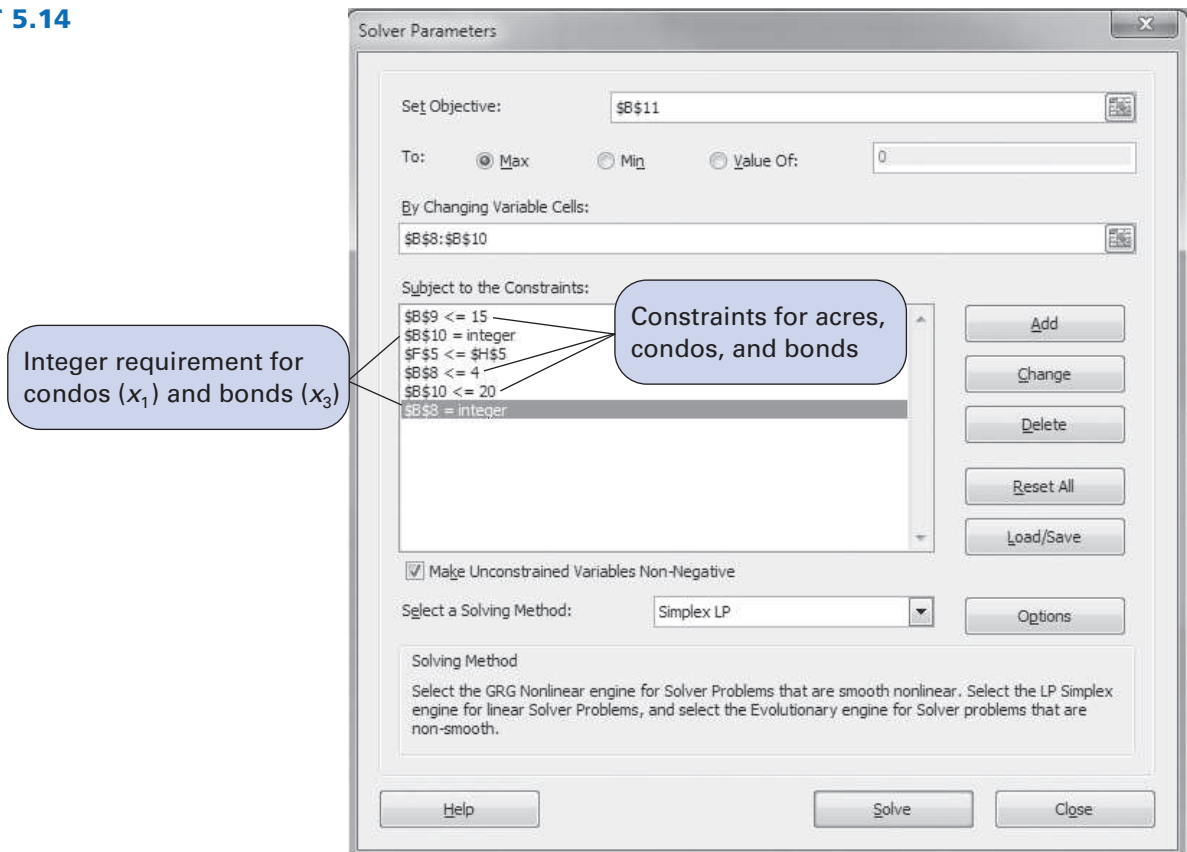 T 5.14
Solver Parameters
X
Set Objective:
$B$11
To:
Max
Min
Value Of:
0
By Changing Variable Cells:
$B$8:$B$10
Subject to the Constraints:
$B$9 <= 15
$B$10 = integer
$F$5 <= $H$5
$B$8 <= 4
$B$10 <= 20
$B$8 = integer
Constraints for acres,
condos, and bonds
Integer requirement for
condos (x₁) and bonds (x₃)
Add
Change
Delete
Reset All
Load/Save
Make Unconstrained Variables Non-Negative
Select a Solving Method:
Simplex LP
Options
Solving Method
Select the GRG Nonlinear engine for Solver Problems that are smooth nonlinear. Select the LP Simplex
engine for linear Solver Problems, and select the Evolutionary engine for Solver problems that are
non-smooth.
Help
Solve
Close